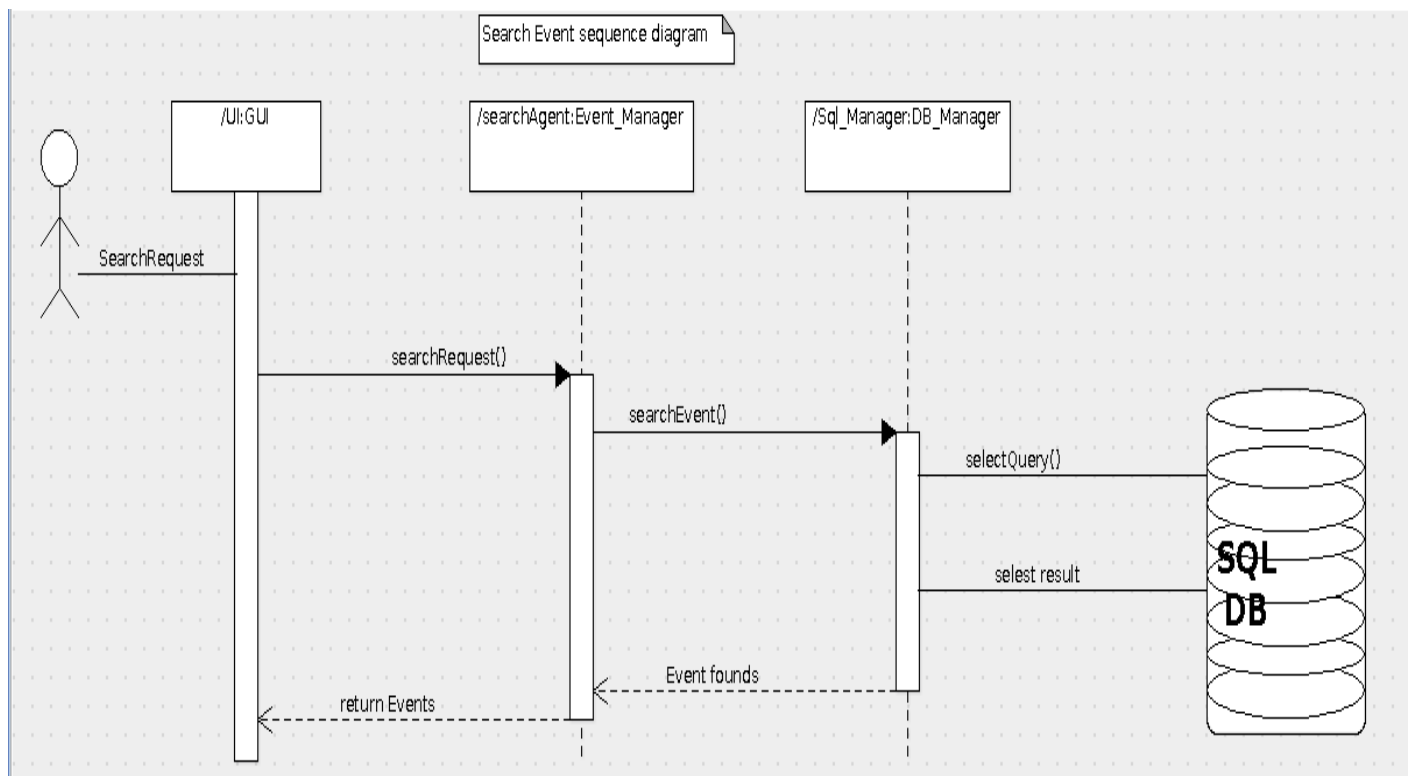 Search Event sequence diagram
/UI:GUI
/searchAgent:Event_Manager
/Sql_Manager:DB_Manager
SearchRequest
searchRequest()
searchEvent()
selectQuery()
SQL
DB
selest result
Event founds
return Events